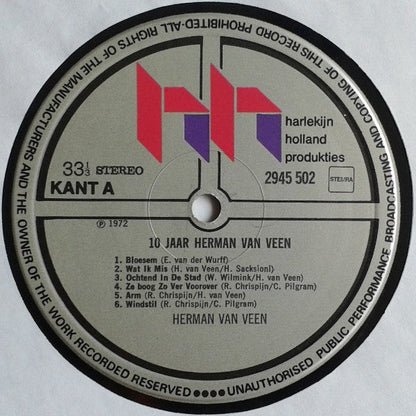 ALL RIGHTS OF THE MANUFACTURERS AND THE OWNER OF THE WORK RECORDED RESERVED ●●●● UNAUTHORISED PUBLIC PERFORMANCE BROADCASTING AND COPYING OF THIS RECORD PROHIBITED-
harlekijn
holland
produkties
33⅓ STEREO
2945 502
STEMRA
KANT A
℗ 1972
10 JAAR HERMAN VAN VEEN
1. Bloesem (E. van der Wurff)
2. Wat Ik Mis (H. van Veen/H. Sacksioni)
3. Ochtend In De Stad (W. Wilmink/H. van Veen)
4. Ze boog Zo Ver Voorover (R. Chrispijn/C. Pilgram)
5. Arm (R. Chrispijn/H. van Veen)
6. Windstil (R. Chrispijn/C. Pilgram)
HERMAN VAN VEEN